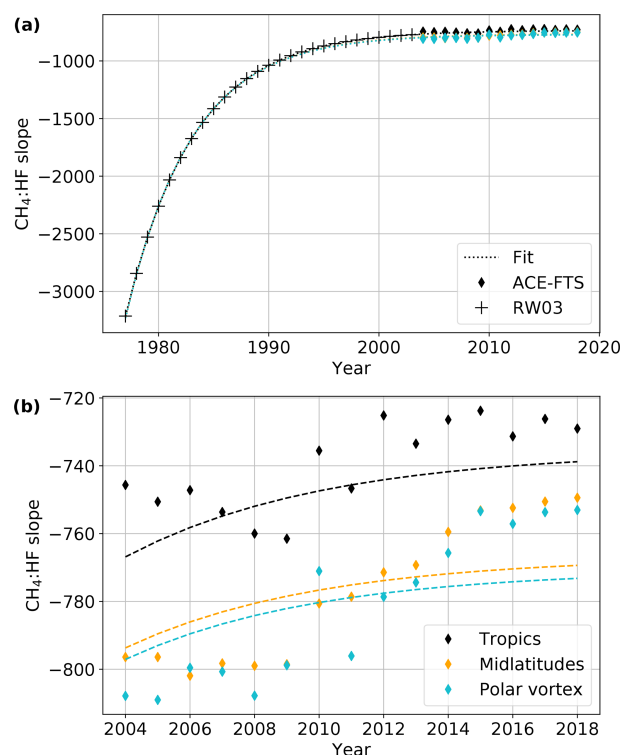 (a)
CH₄:HF slope
−1000
−1500
−2000
−2500
−3000
Fit
ACE-FTS
RW03
1980 1990 2000 2010 2020
Year
(b)
CH₄:HF slope
−720
−740
−760
−780
−800
Tropics
Midlatitudes
Polar vortex
2004 2006 2008 2010 2012 2014 2016 2018
Year